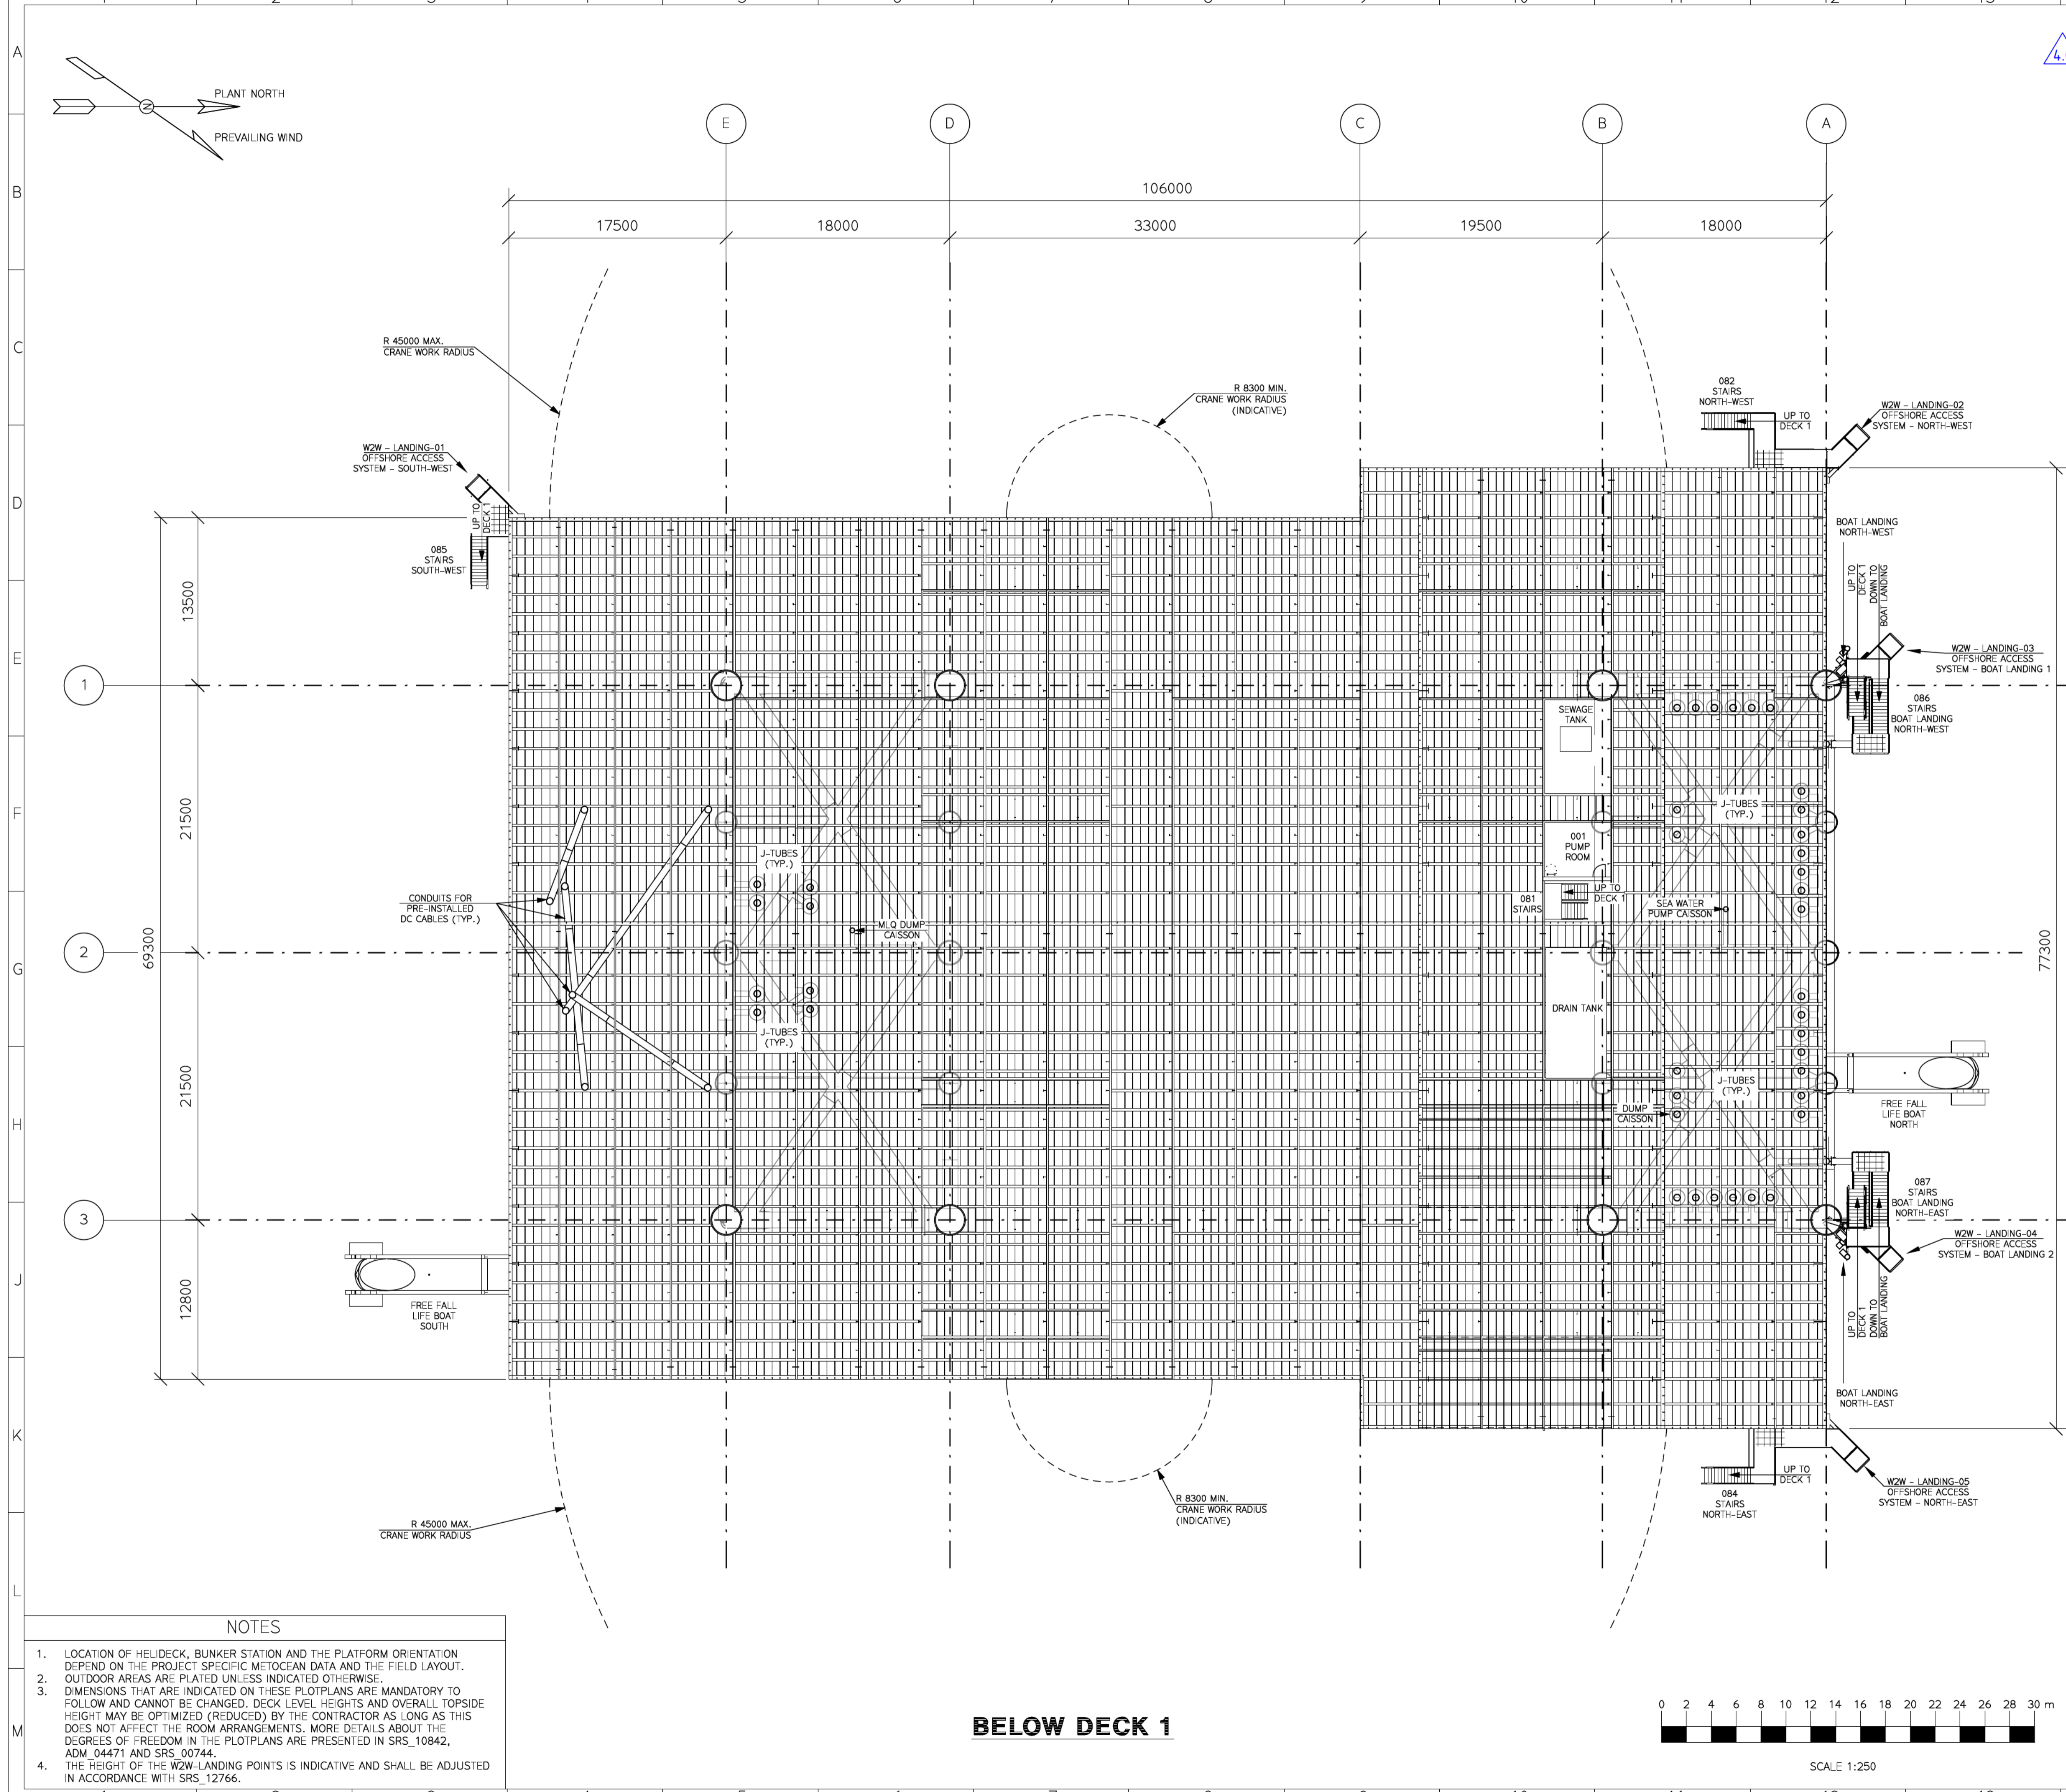 A
PLANT NORTH
N
PREVAILING WIND
4.
E
D
C
B
A
B
106000
17500
18000
33000
19500
18000
C
R 45000 MAX.
CRANE WORK RADIUS
R 8300 MIN.
CRANE WORK RADIUS
(INDICATIVE)
082
STAIRS
NORTH-WEST
UP TO
DECK 1
W2W - LANDING-02
OFFSHORE ACCESS
SYSTEM - NORTH-WEST
W2W - LANDING-01
OFFSHORE ACCESS
SYSTEM - SOUTH-WEST
D
UP TO
DECK 1
085
STAIRS
SOUTH-WEST
BOAT LANDING
NORTH-WEST
UP TO
DECK 1
DOWN TO
BOAT LANDING
13500
E
1
W2W - LANDING-03
OFFSHORE ACCESS
SYSTEM - BOAT LANDING 1
086
STAIRS
BOAT LANDING
NORTH-WEST
SEWAGE
TANK
F
21500
J-TUBES
(TYP.)
J-TUBES
(TYP.)
001
PUMP
ROOM
CONDUITS FOR
PRE-INSTALLED
DC CABLES (TYP.)
UP TO
DECK 1
081
STAIRS
SEA WATER
PUMP CAISSON
MLQ DUMP
CAISSON
2
69300
G
77300
DRAIN TANK
J-TUBES
(TYP.)
21500
J-TUBES
(TYP.)
DUMP
CAISSON
H
FREE FALL
LIFE BOAT
NORTH
087
STAIRS
BOAT LANDING
NORTH-EAST
3
W2W - LANDING-04
OFFSHORE ACCESS
SYSTEM - BOAT LANDING 2
J
12800
FREE FALL
LIFE BOAT
SOUTH
UP TO
DECK 1
DOWN TO
BOAT LANDING
BOAT LANDING
NORTH-EAST
K
UP TO
DECK 1
084
STAIRS
NORTH-EAST
W2W - LANDING-05
OFFSHORE ACCESS
SYSTEM - NORTH-EAST
R 8300 MIN.
CRANE WORK RADIUS
(INDICATIVE)
R 45000 MAX.
CRANE WORK RADIUS
L
NOTES
1. LOCATION OF HELIDECK, BUNKER STATION AND THE PLATFORM ORIENTATION
DEPEND ON THE PROJECT SPECIFIC METOCEAN DATA AND THE FIELD LAYOUT.
2. OUTDOOR AREAS ARE PLATED UNLESS INDICATED OTHERWISE.
3. DIMENSIONS THAT ARE INDICATED ON THESE PLOTPLANS ARE MANDATORY TO
FOLLOW AND CANNOT BE CHANGED. DECK LEVEL HEIGHTS AND OVERALL TOPSIDE
HEIGHT MAY BE OPTIMIZED (REDUCED) BY THE CONTRACTOR AS LONG AS THIS
DOES NOT AFFECT THE ROOM ARRANGEMENTS. MORE DETAILS ABOUT THE
DEGREES OF FREEDOM IN THE PLOTPLANS ARE PRESENTED IN SRS_10842,
ADM_04471 AND SRS_00744.
4. THE HEIGHT OF THE W2W-LANDING POINTS IS INDICATIVE AND SHALL BE ADJUSTED
IN ACCORDANCE WITH SRS_12766.
M
BELOW DECK 1
0 2 4 6 8 10 12 14 16 18 20 22 24 26 28 30 m
SCALE 1:250